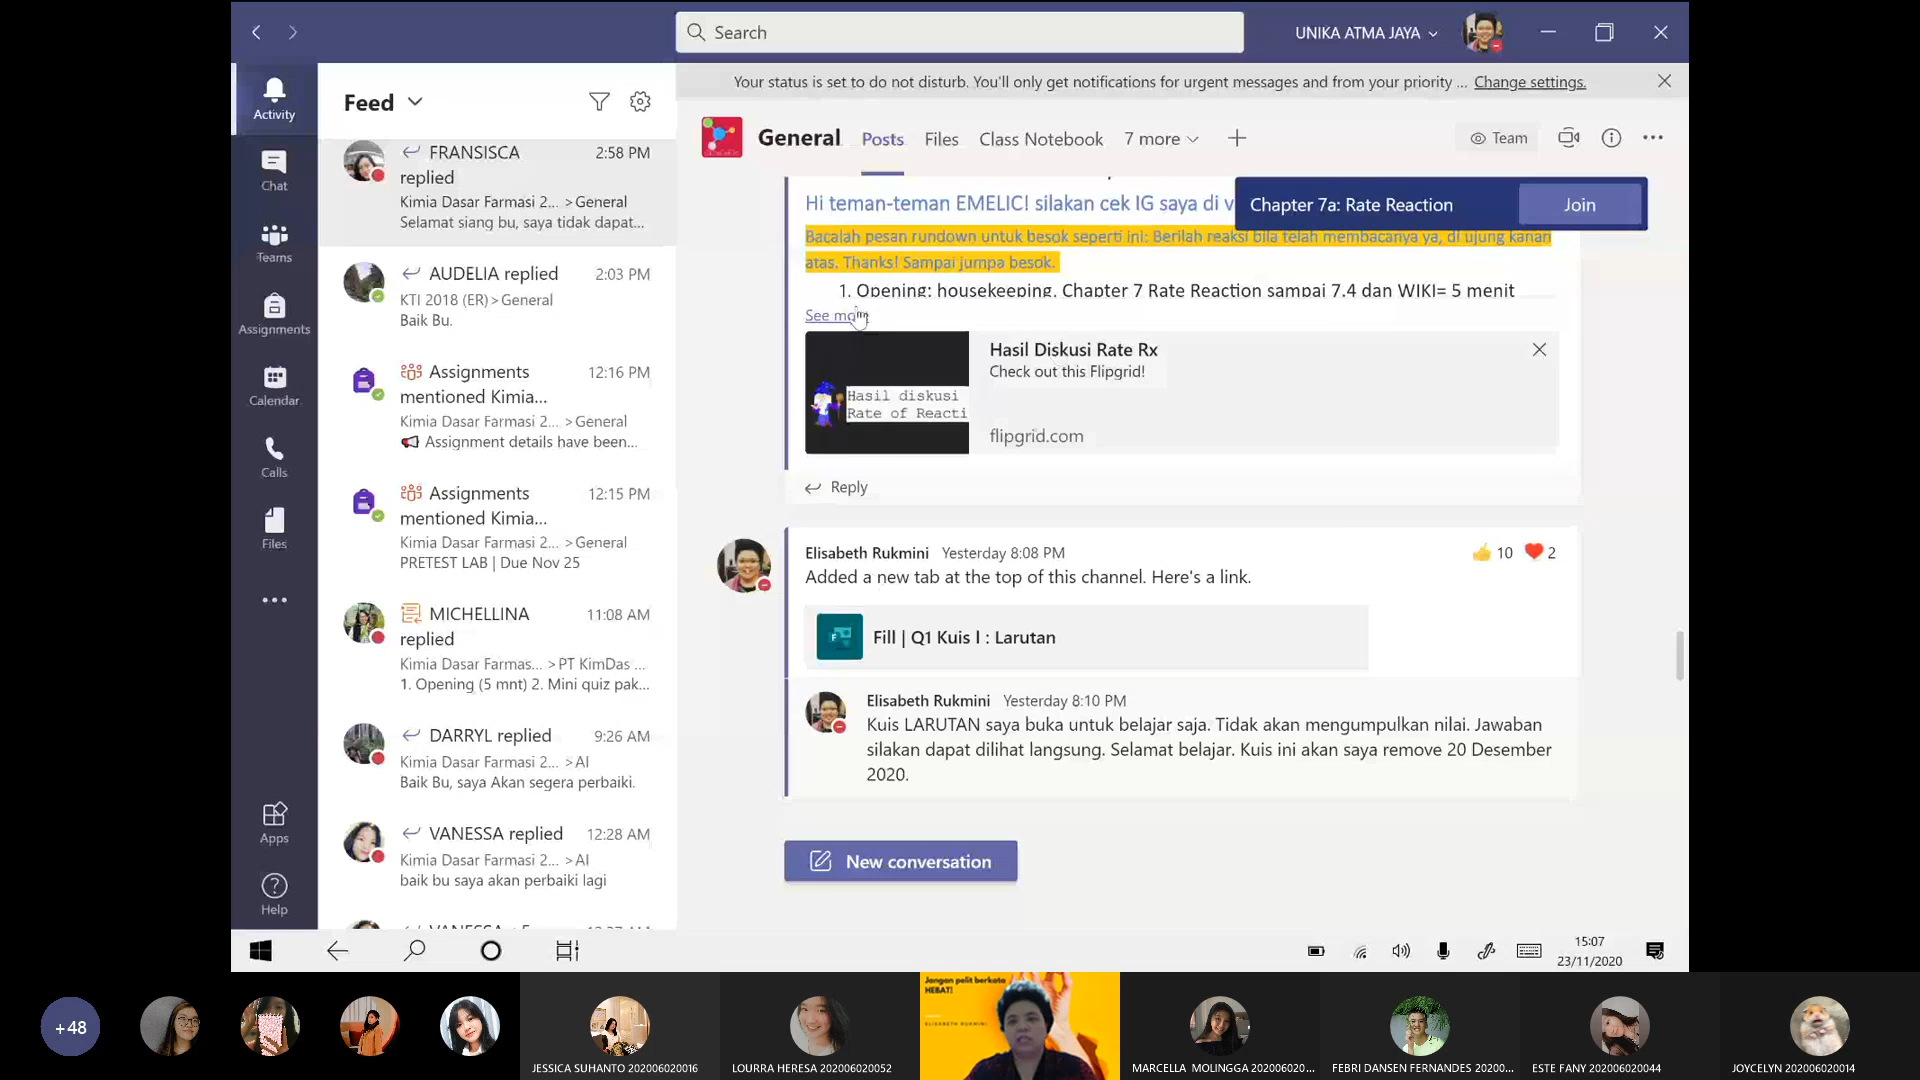 Search
UNIKA ATMA JAYA
Your status is set to do not disturb. You'll only get notifications for urgent messages and from your priority ... Change settings.
Activity
Chat
Teams
Assignments
Calendar
Calls
Files
Apps
Help
Feed
FRANSISCA 2:58 PM
replied
Kimia Dasar Farmasi 2... > General
Selamat siang bu, saya tidak dapat...
AUDELIA replied 2:03 PM
KTI 2018 (ER) > General
Baik Bu.
Assignments 12:16 PM
mentioned Kimia...
Kimia Dasar Farmasi 2... > General
Assignment details have been...
Assignments 12:15 PM
mentioned Kimia...
Kimia Dasar Farmasi 2... > General
PRETEST LAB | Due Nov 25
MICHELLINA 11:08 AM
replied
Kimia Dasar Farmas... > PT KimDas ...
1. Opening (5 mnt) 2. Mini quiz pak...
DARRYL replied 9:26 AM
Kimia Dasar Farmasi 2... > AI
Baik Bu, saya Akan segera perbaiki.
VANESSA replied 12:28 AM
Kimia Dasar Farmasi 2... > AI
baik bu saya akan perbaiki lagi
General Posts Files Class Notebook 7 more
Team
Chapter 7a: Rate Reaction Join
Hi teman-teman EMELIC! silakan cek IG saya di
Bacalah pesan rundown untuk besok seperti ini: Berilah reaksi bila telah membacanya ya, di ujung kanan
atas. Thanks! Sampai jumpa besok.
1. Opening: housekeeping. Chapter 7 Rate Reaction sampai 7.4 dan WIKI= 5 menit
See
Hasil Diskusi Rate Rx
Check out this Flipgrid!
flipgrid.com
Hasil diskusi
Rate of Reacti
Reply
Elisabeth Rukmini Yesterday 8:08 PM 10 2
Added a new tab at the top of this channel. Here's a link.
Fill | Q1 Kuis l : Larutan
Elisabeth Rukmini Yesterday 8:10 PM
Kuis LARUTAN saya buka untuk belajar saja. Tidak akan mengumpulkan nilai. Jawaban
silakan dapat dilihat langsung. Selamat belajar. Kuis ini akan saya remove 20 Desember
2020.
New conversation
15:07
23/11/2020
+48
JESSICA SUHANTO 202006020016
LOURRA HERESA 202006020052
Jangan pelit berkata
HEBAT!
ELISABETH RUKMINI
MARCELLA MOLINGGA 202006020...
FEBRI DANSEN FERNANDES 20200...
ESTE FANY 202006020044
JOYCELYN 202006020014